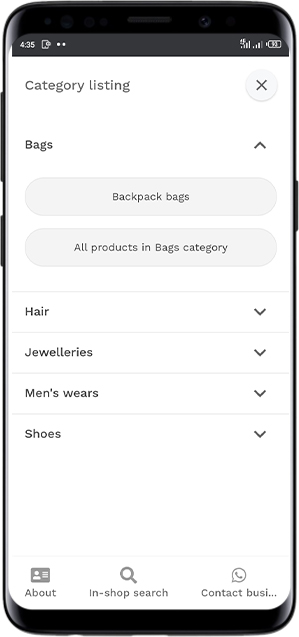 4:35
93
Category listing
Bags
Backpack bags
All products in Bags category
Hair
Jewelleries
Men's wears
Shoes
About
In-shop search
Contact busi...